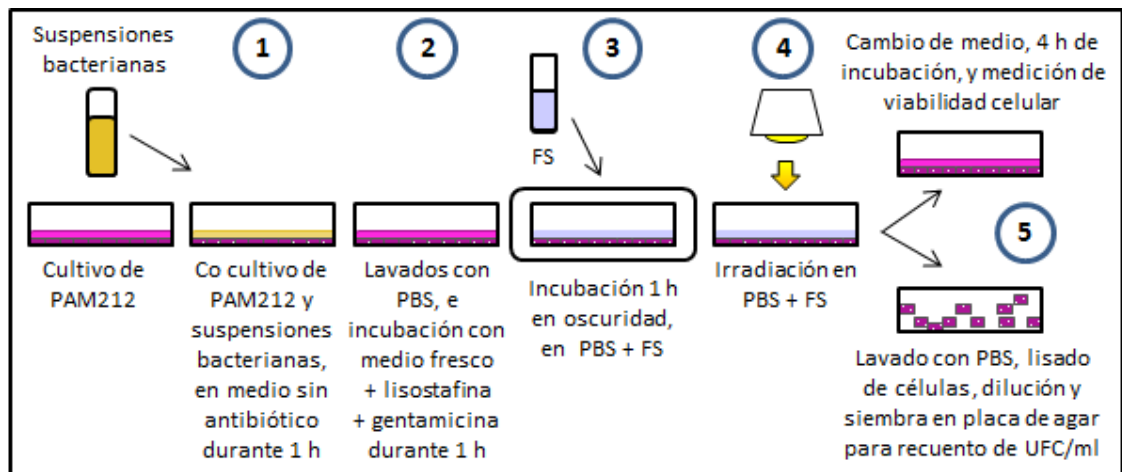 Suspensiones
bacterianas
1
2
3
4
Cambio de medio, 4 h de
incubación, y medición de
viabilidad celular
FS
5
Cultivo de
PAM212
Co cultivo de
PAM212 y
suspensiones
bacterianas,
en medio sin
antibiótico
durante 1 h
Lavados con
PBS, e
incubación con
medio fresco
+ lisostafina
+ gentamicina
durante 1 h
Incubación 1 h
en oscuridad,
en PBS + FS
Irradiación en
PBS + FS
Lavado con PBS, lisado
de células, dilución y
siembra en placa de agar
para recuento de UFC/ml